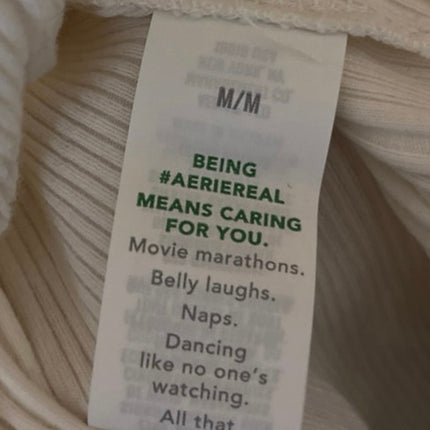 M/M
BEING
#AERIEREAL
MEANS CARING
FOR YOU.
Movie marathons.
Belly laughs.
Naps.
Dancing
like no one's
watching.
All that